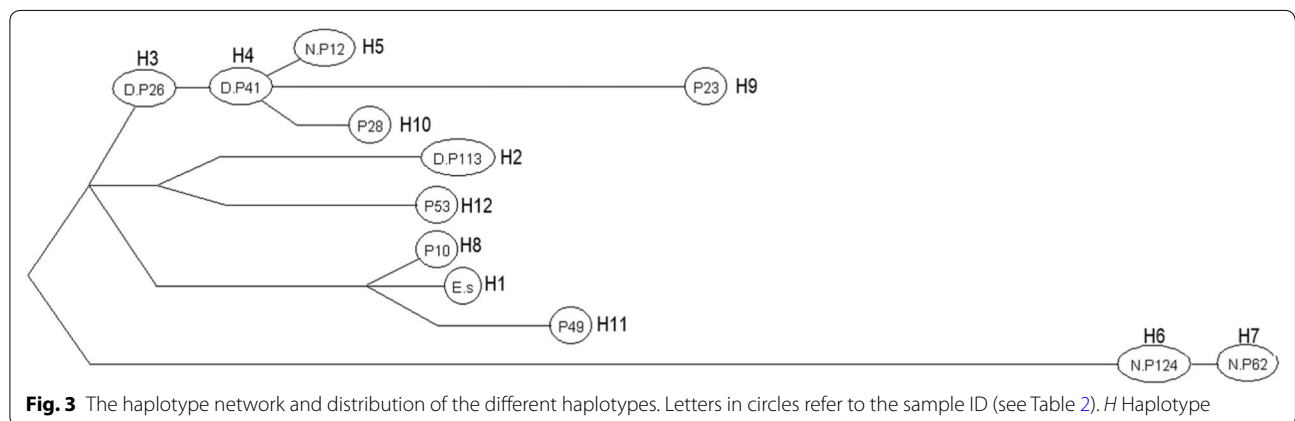 H3 H4 N.P12 H5
D.P26 D.P41 P23 H9
P28 H10
D.P113 H2
P53 H12
P10 H8
E.s H1
P49 H11
H6 H7
N.P124 N.P62
Fig. 3 The haplotype network and distribution of the different haplotypes. Letters in circles refer to the sample ID (see Table 2). H Haplotype